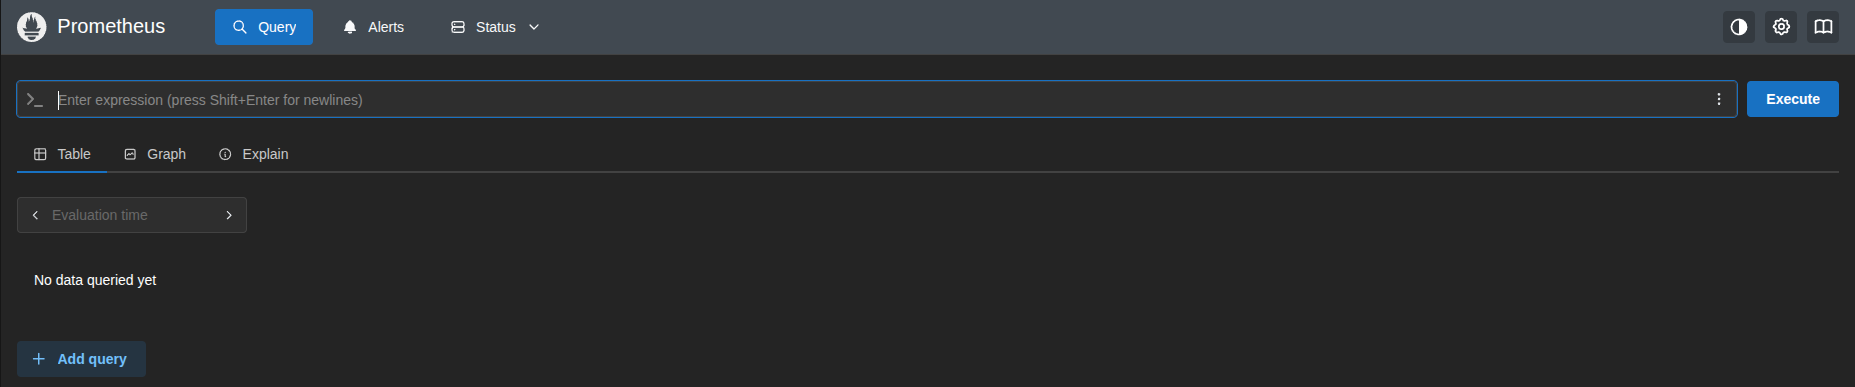 Prometheus Query Alerts Status
Enter expression (press Shift+Enter for newlines) Execute
Table Graph Explain
Evaluation time
No data queried yet
Add query